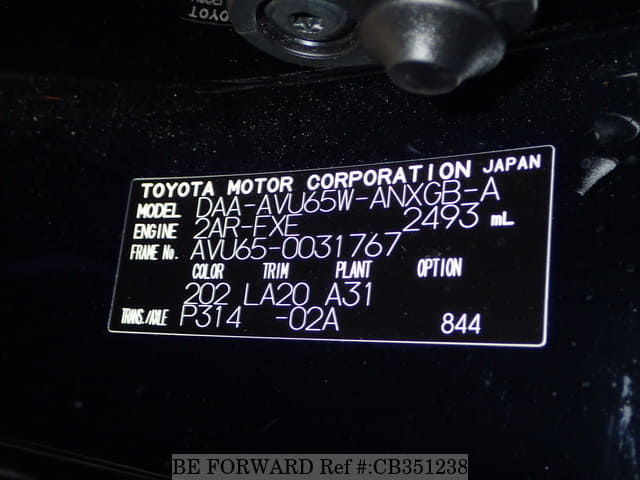 TOYOTA
TOYOTA MOTOR CORPORATION JAPAN
MODEL DAA-AVU65W-ANXGB-A
ENGINE 2AR-FXE 2493 mL
FRAME No. AVU65-0031767
COLOR TRIM PLANT OPTION
202 LA20 A31
TRANS./AXLE P314 -02A 844
BE FORWARD Ref #:CB351238